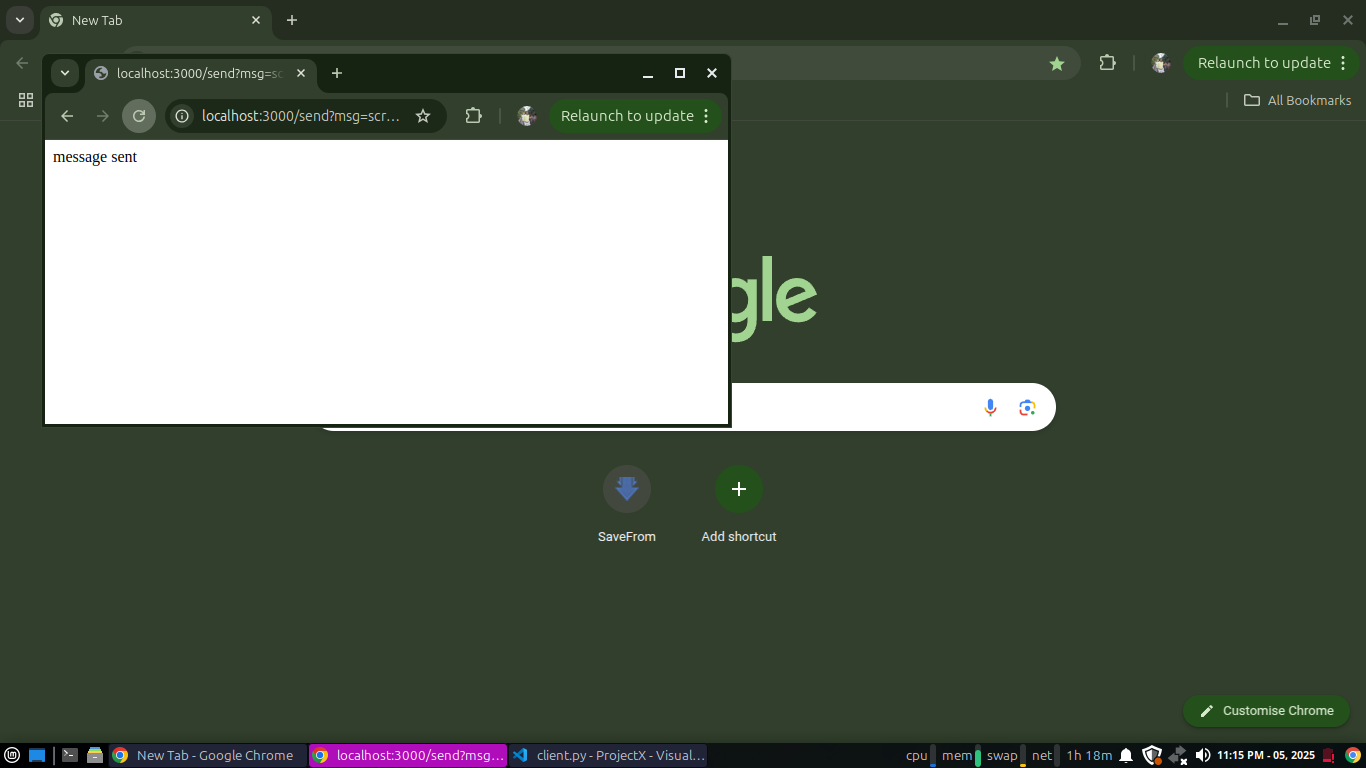 New Tab
Relaunch to update
All Bookmarks
localhost:3000/send?msg=sc
localhost:3000/send?msg=scr...
Relaunch to update
message sent
gle
SaveFrom
Add shortcut
Customise Chrome
New Tab - Google Chrome
localhost:3000/send?msg...
client.py - ProjectX - Visual...
cpu mem swap net 1h 18m
11:15 PM - 05, 2025